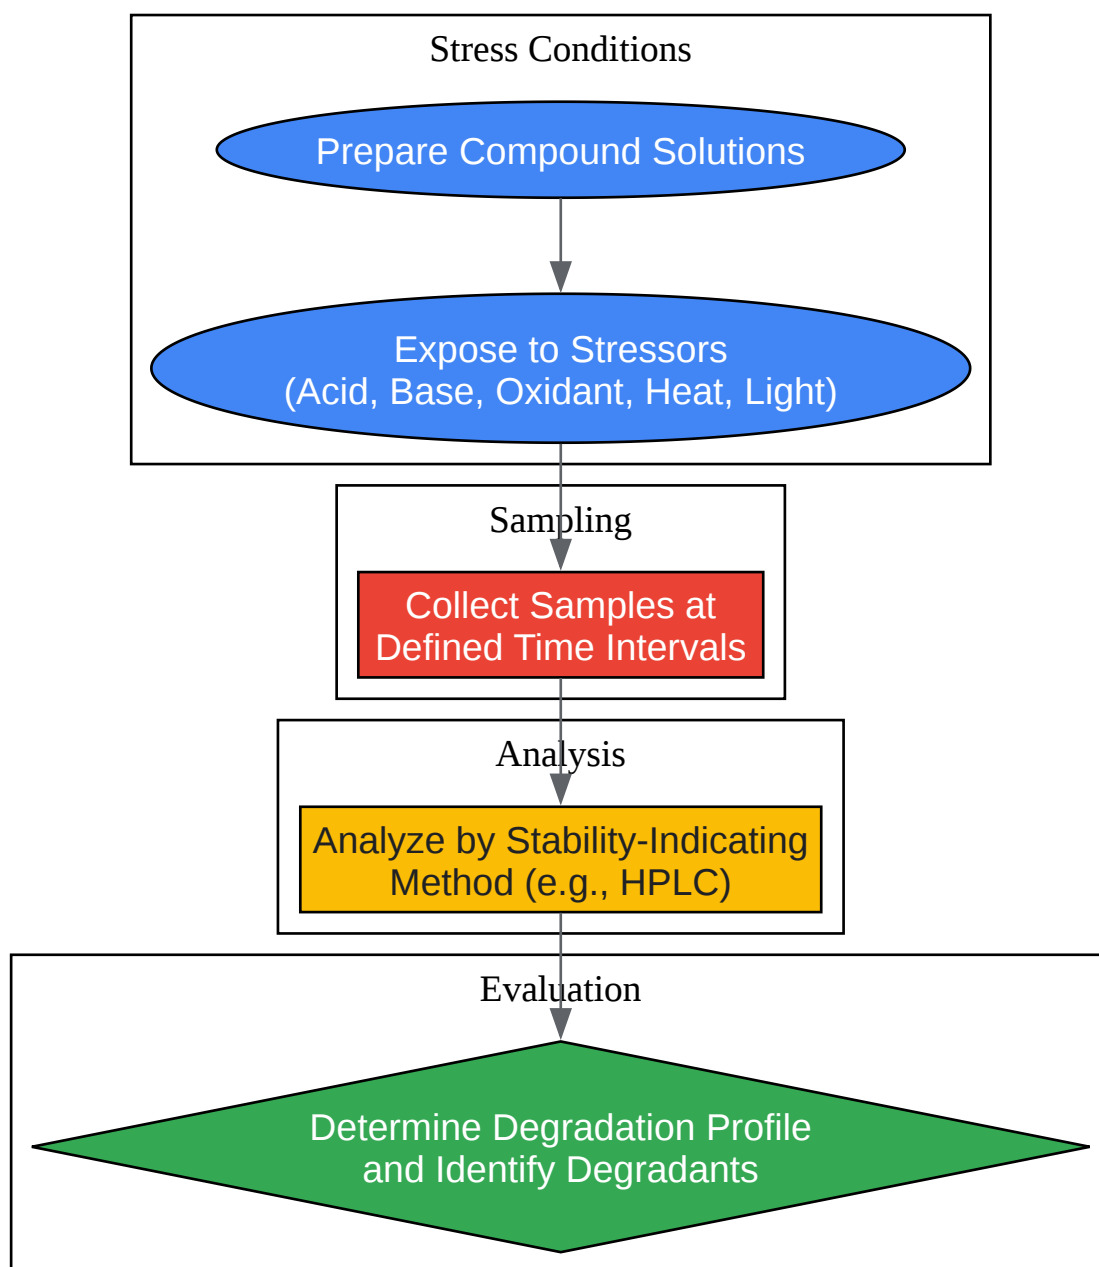 Stress Conditions
Prepare Compound Solutions
Expose to Stressors
(Acid, Base, Oxidant, Heat, Light)
Sampling
Collect Samples at
Defined Time Intervals
Analysis
Analyze by Stability-Indicating
Method (e.g., HPLC)
Evaluation
Determine Degradation Profile
and Identify Degradants